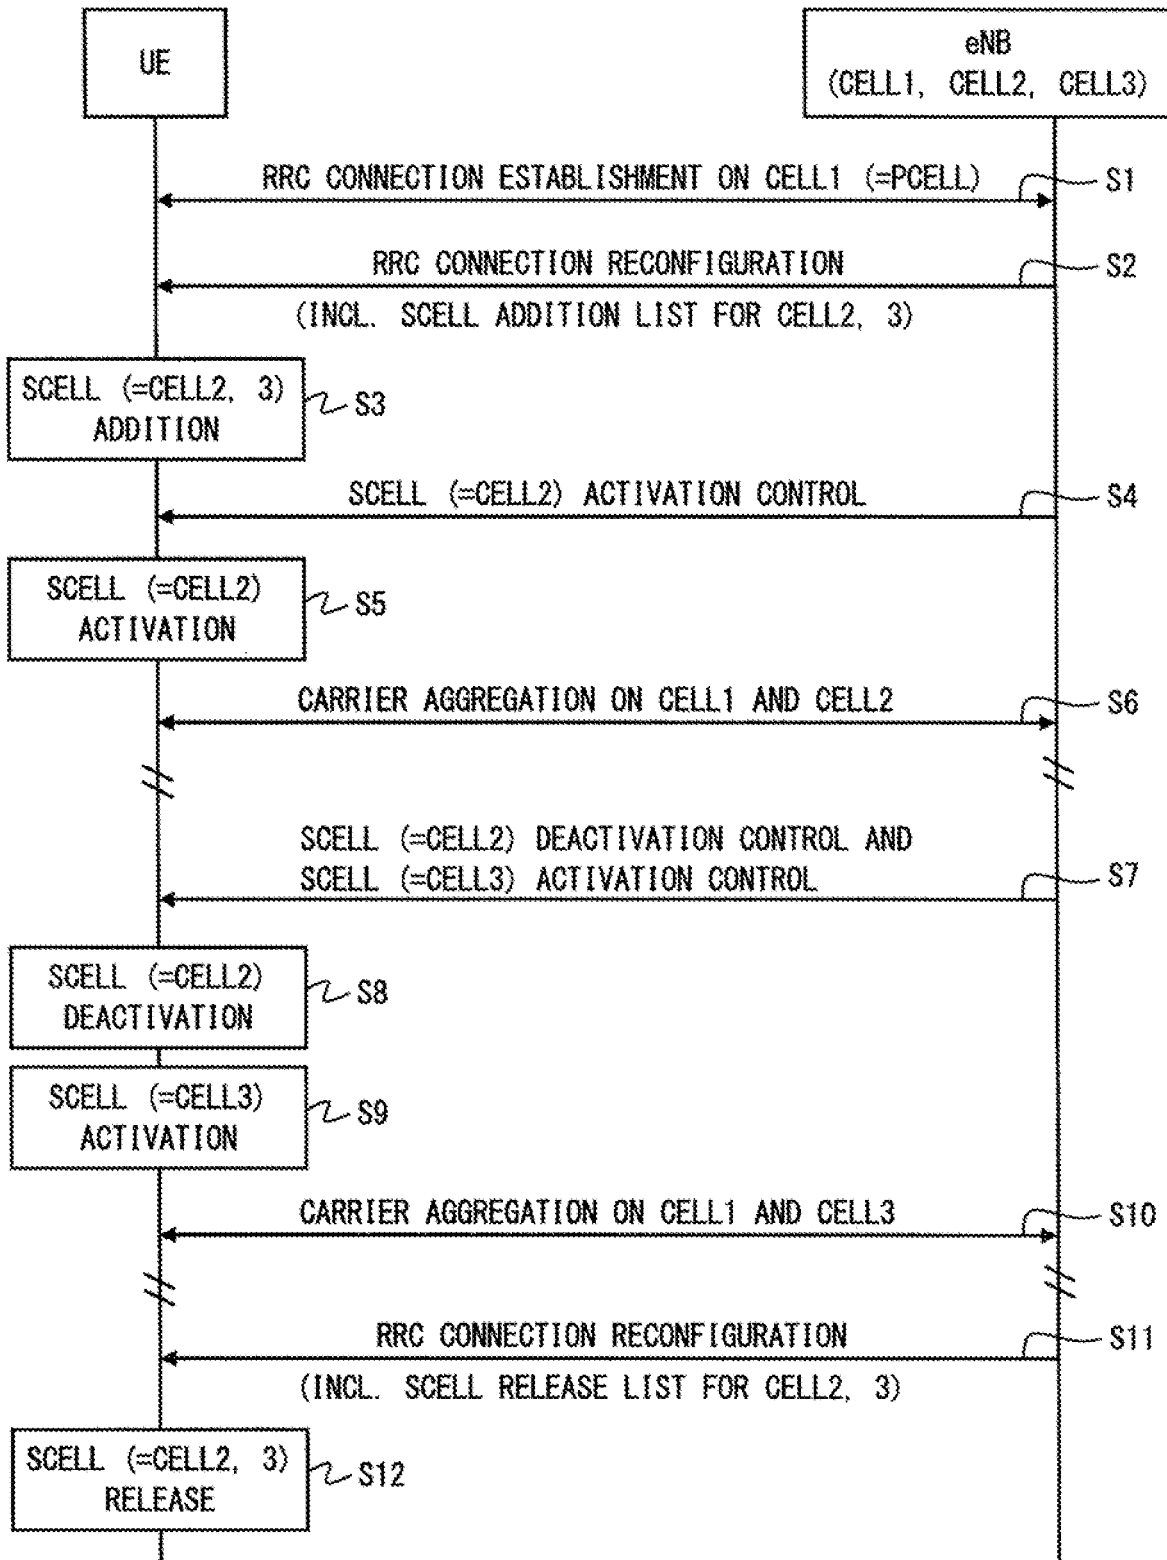 UE
eNB
(CELL1, CELL2, CELL3)
RRC CONNECTION ESTABLISHMENT ON CELL1 (=PCELL)
S1
RRC CONNECTION RECONFIGURATION
S2
(INCL. SCELL ADDITION LIST FOR CELL2, 3)
SCELL (=CELL2, 3)
ADDITION
S3
SCELL (=CELL2) ACTIVATION CONTROL
S4
SCELL (=CELL2)
ACTIVATION
S5
CARRIER AGGREGATION ON CELL1 AND CELL2
S6
SCELL (=CELL2) DEACTIVATION CONTROL AND
SCELL (=CELL3) ACTIVATION CONTROL
S7
SCELL (=CELL2)
DEACTIVATION
S8
SCELL (=CELL3)
ACTIVATION
S9
CARRIER AGGREGATION ON CELL1 AND CELL3
S10
RRC CONNECTION RECONFIGURATION
S11
(INCL. SCELL RELEASE LIST FOR CELL2, 3)
SCELL (=CELL2, 3)
RELEASE
S12